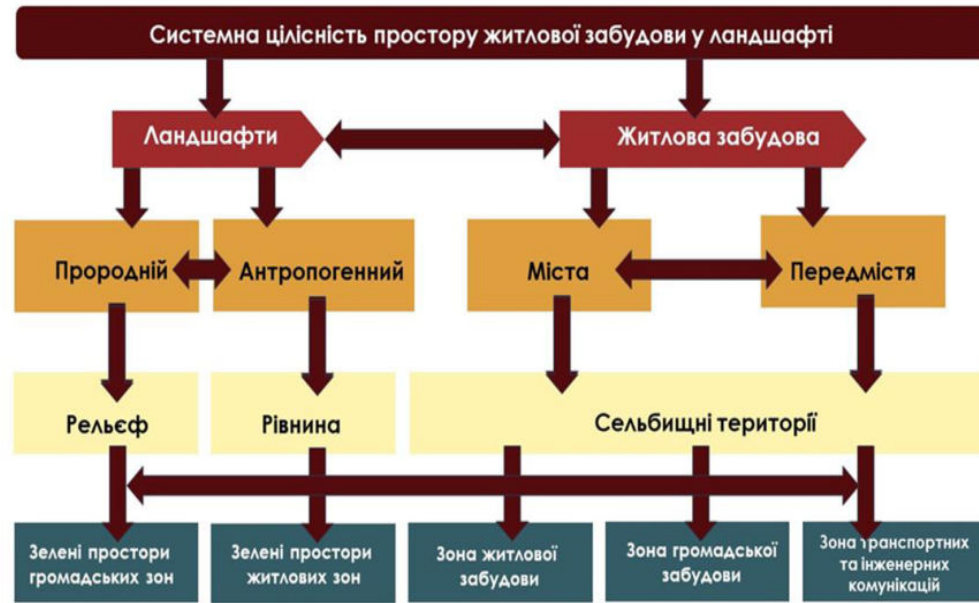 Системна цілісність простору житлової забудови у ландшафті
Ландшафти
Житлова забудова
Прородній
Антропогенний
Міста
Передмістя
Рельєф
Рівнина
Сельбищні території
Зелені простори
громадських зон
Зелені простори
житлових зон
Зона житлової
забудови
Зона громадської
забудови
Зона транспортних
та інженерних
комунікацій